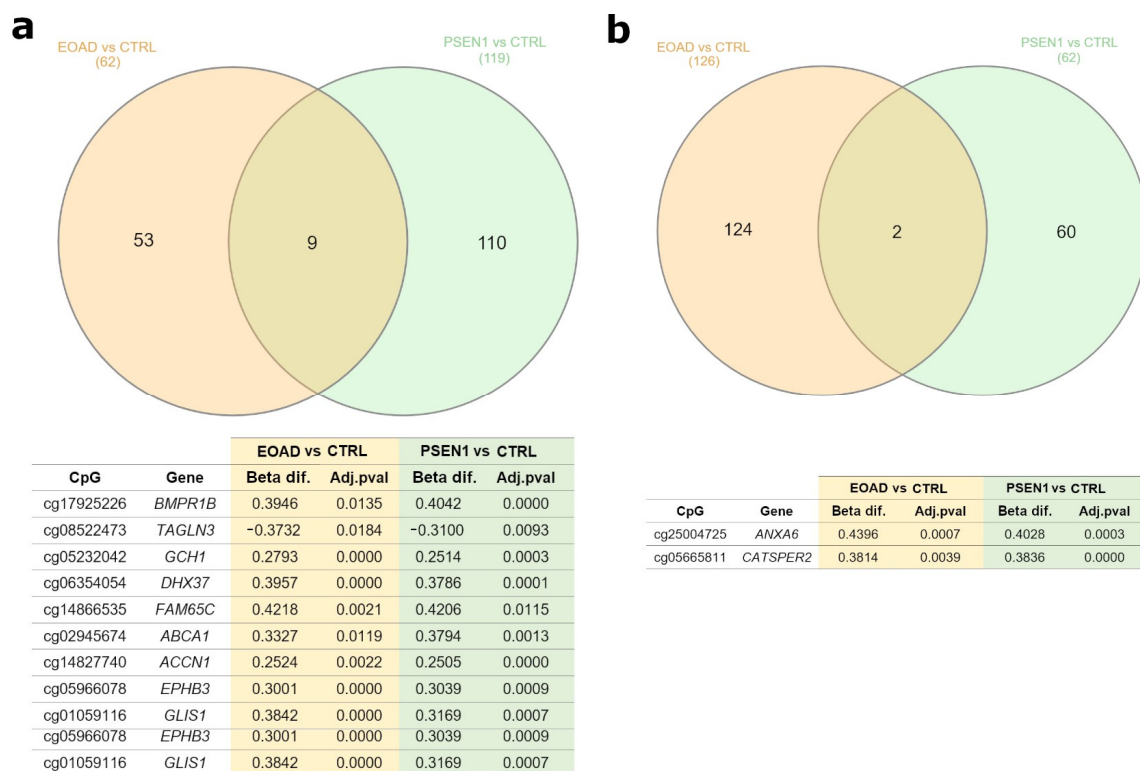 a
EOAD vs CTRL
(62)
PSEN1 vs CTRL
(119)
53
9
110
EOAD vs CTRL PSEN1 vs CTRL
CpG Gene Beta dif. Adj.pval Beta dif. Adj.pval
cg17925226 BMPR1B 0.3946 0.0135 0.4042 0.0000
cg08522473 TAGLN3 −0.3732 0.0184 −0.3100 0.0093
cg05232042 GCH1 0.2793 0.0000 0.2514 0.0003
cg06354054 DHX37 0.3957 0.0000 0.3786 0.0001
cg14866535 FAM65C 0.4218 0.0021 0.4206 0.0115
cg02945674 ABCA1 0.3327 0.0119 0.3794 0.0013
cg14827740 ACCN1 0.2524 0.0022 0.2505 0.0000
cg05966078 EPHB3 0.3001 0.0000 0.3039 0.0009
cg01059116 GLIS1 0.3842 0.0000 0.3169 0.0007
cg05966078 EPHB3 0.3001 0.0000 0.3039 0.0009
cg01059116 GLIS1 0.3842 0.0000 0.3169 0.0007
b
EOAD vs CTRL
(126)
PSEN1 vs CTRL
(62)
124
2
60
EOAD vs CTRL PSEN1 vs CTRL
CpG Gene Beta dif. Adj.pval Beta dif. Adj.pval
cg25004725 ANXA6 0.4396 0.0007 0.4028 0.0003
cg05665811 CATSPER2 0.3814 0.0039 0.3836 0.0000